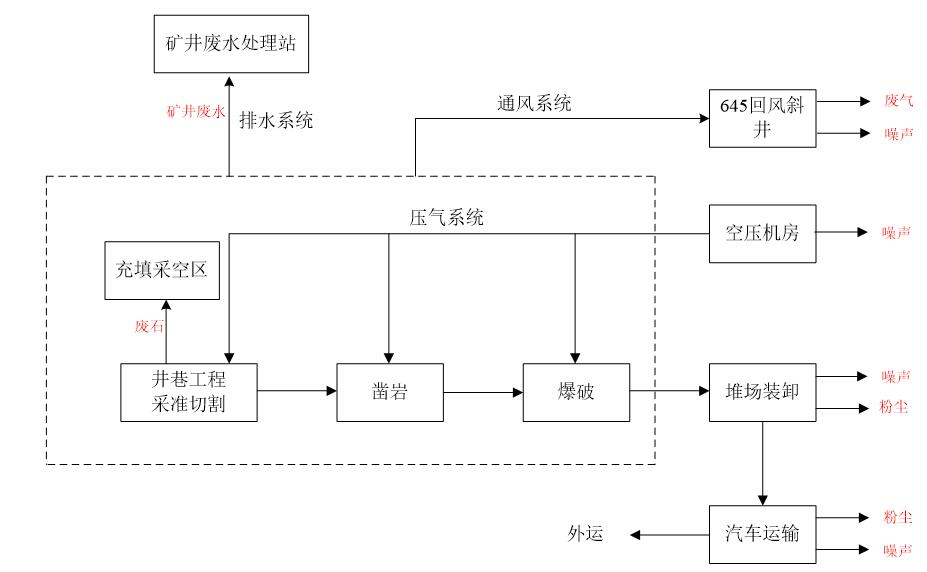 矿井废水处理站
矿井废水
排水系统
通风系统
645回风斜
井
废气
噪声
压气系统
空压机房
噪声
充填采空区
废石
井巷工程
采准切割
凿岩
爆破
堆场装卸
噪声
粉尘
外运
汽车运输
粉尘
噪声